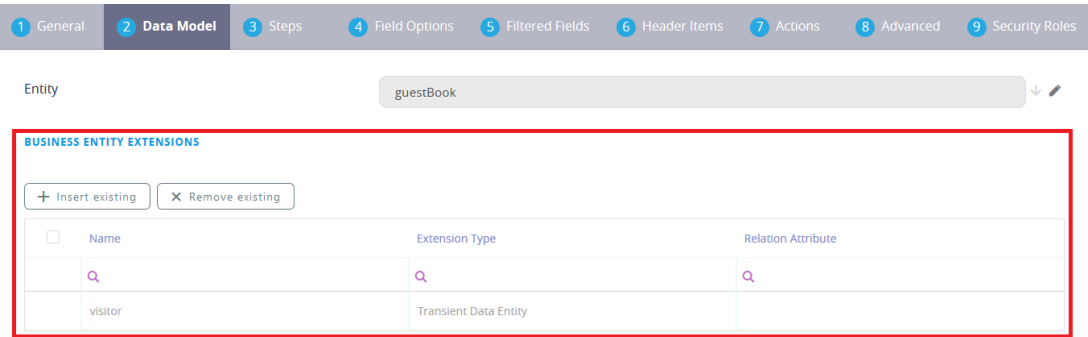 1 General 2 Data Model 3 Steps 4 Field Options 5 Filtered Fields 6 Header Items 7 Actions 8 Advanced 9 Security Roles
Entity guestBook
BUSINESS ENTITY EXTENSIONS
Insert existing Remove existing
Name Extension Type Relation Attribute
visitor Transient Data Entity